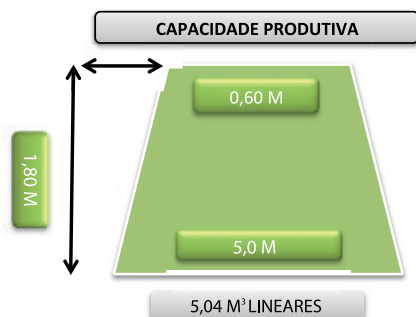 CAPACIDADE PRODUTIVA
0,60 M
1,80 M
5,0 M
5,04 M³ LINEARES